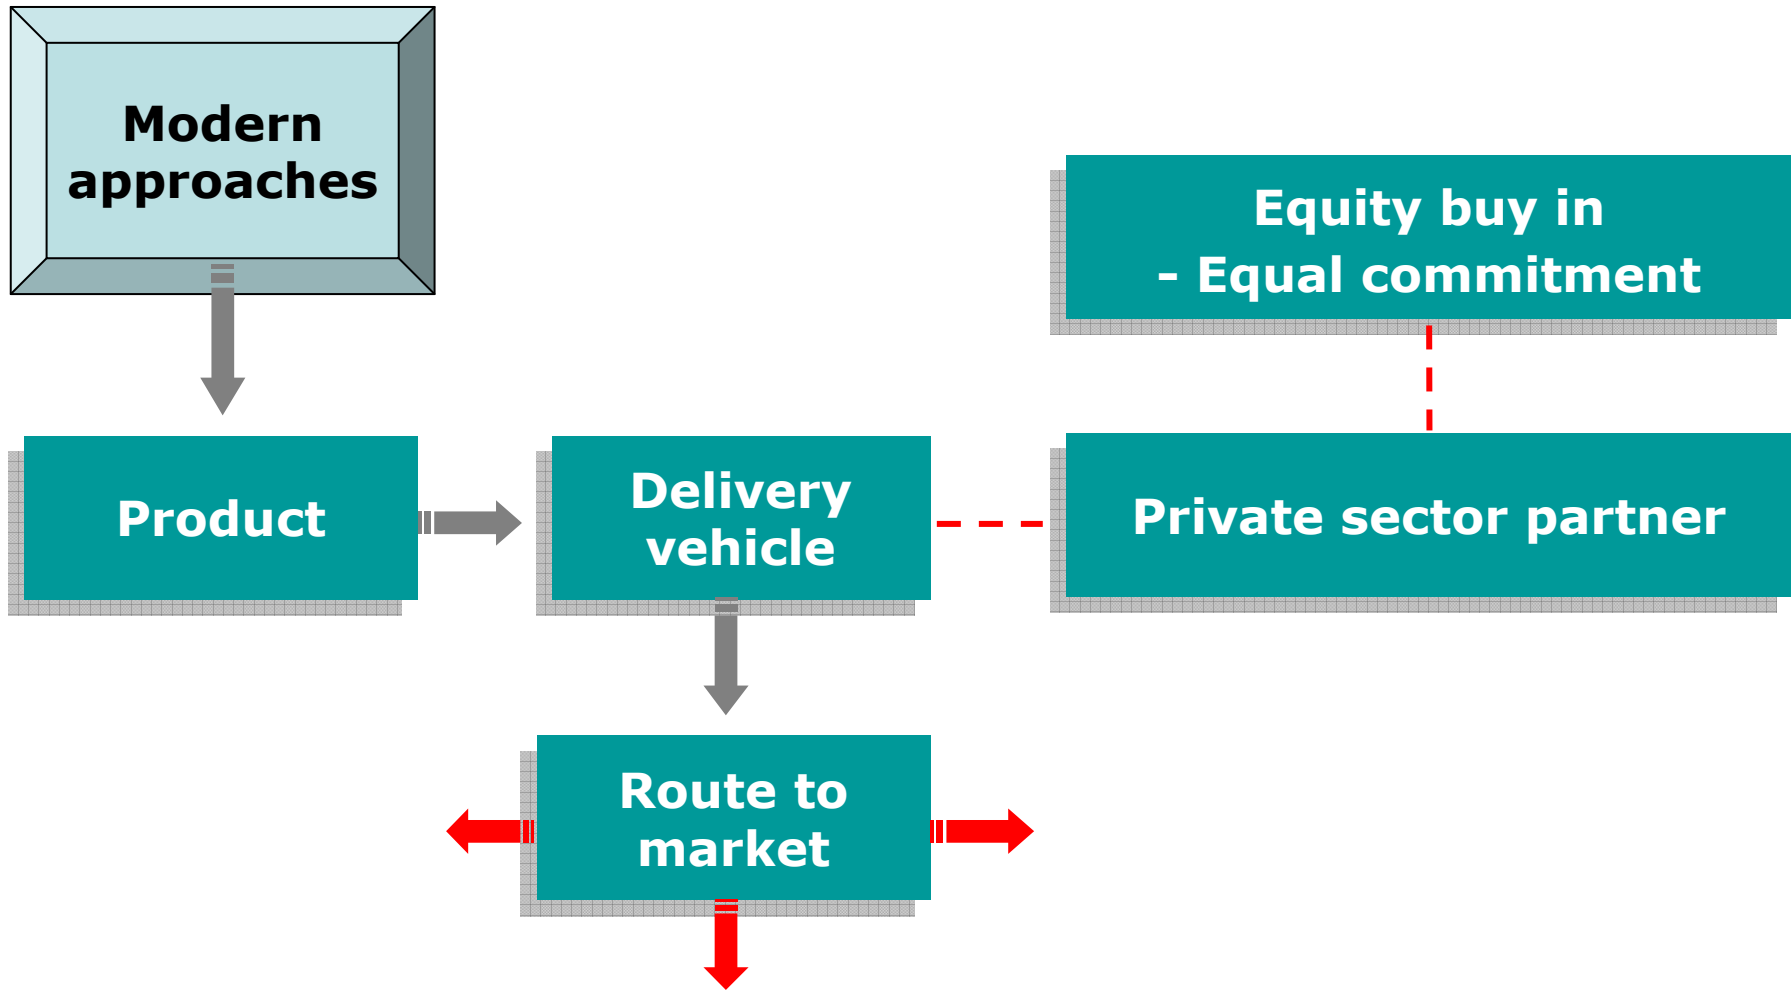 Modern
approaches
Equity buy in
- Equal commitment
Product
Delivery
vehicle
Private sector partner
Route to
market